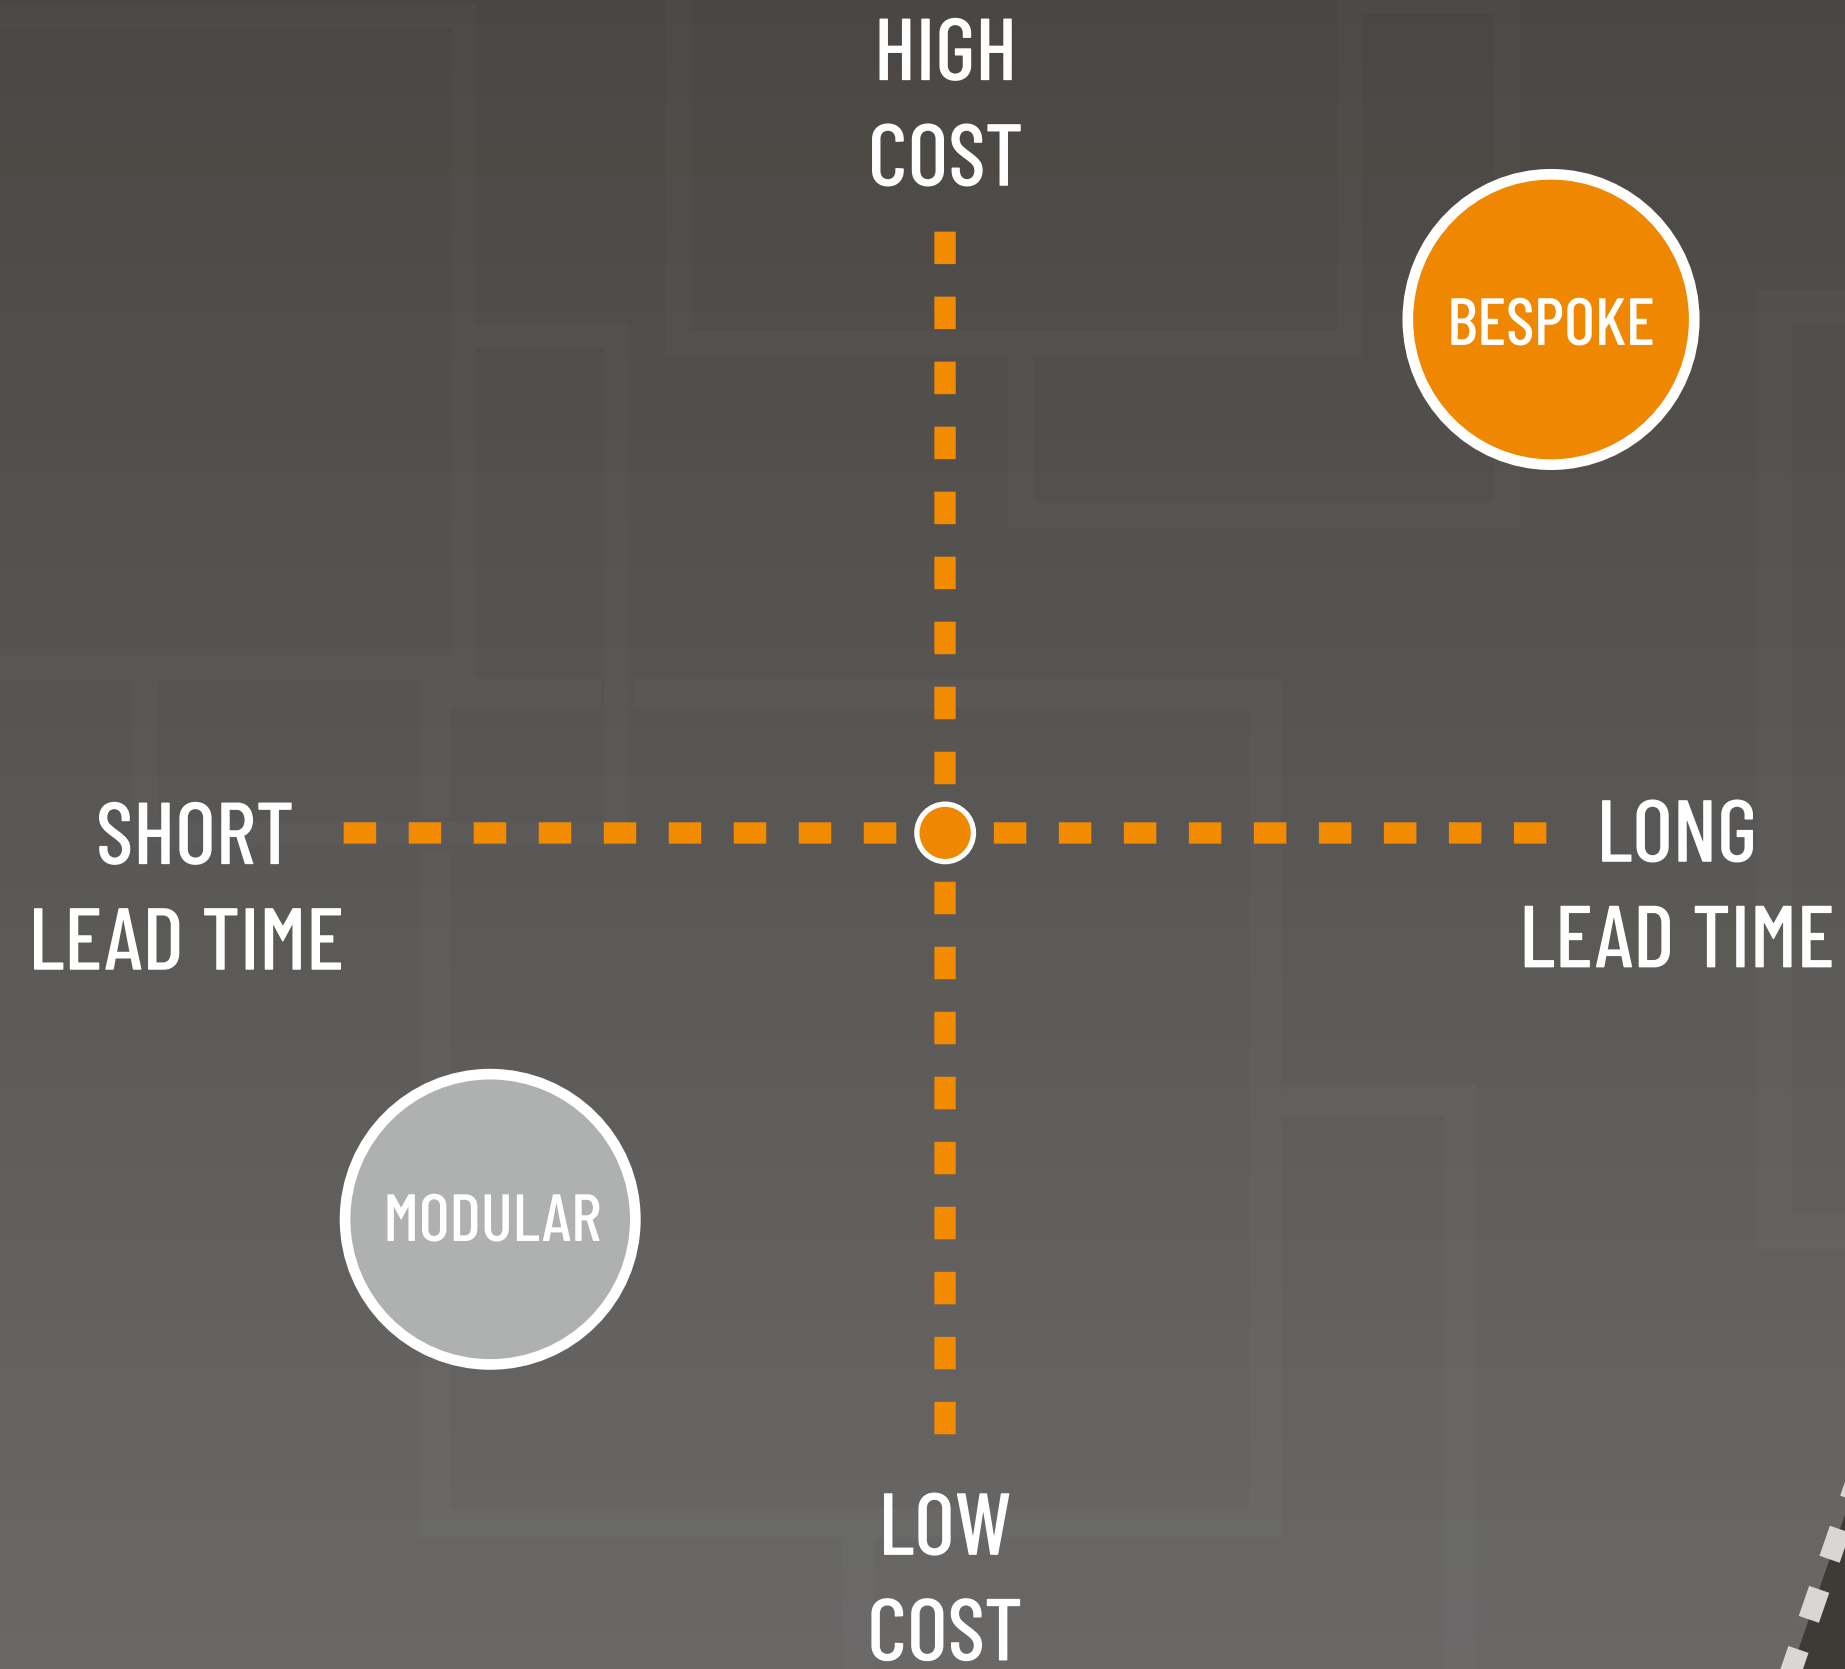 HIGH
COST
BESPOKE
SHORT
LEAD TIME
LONG
LEAD TIME
MODULAR
LOW
COST